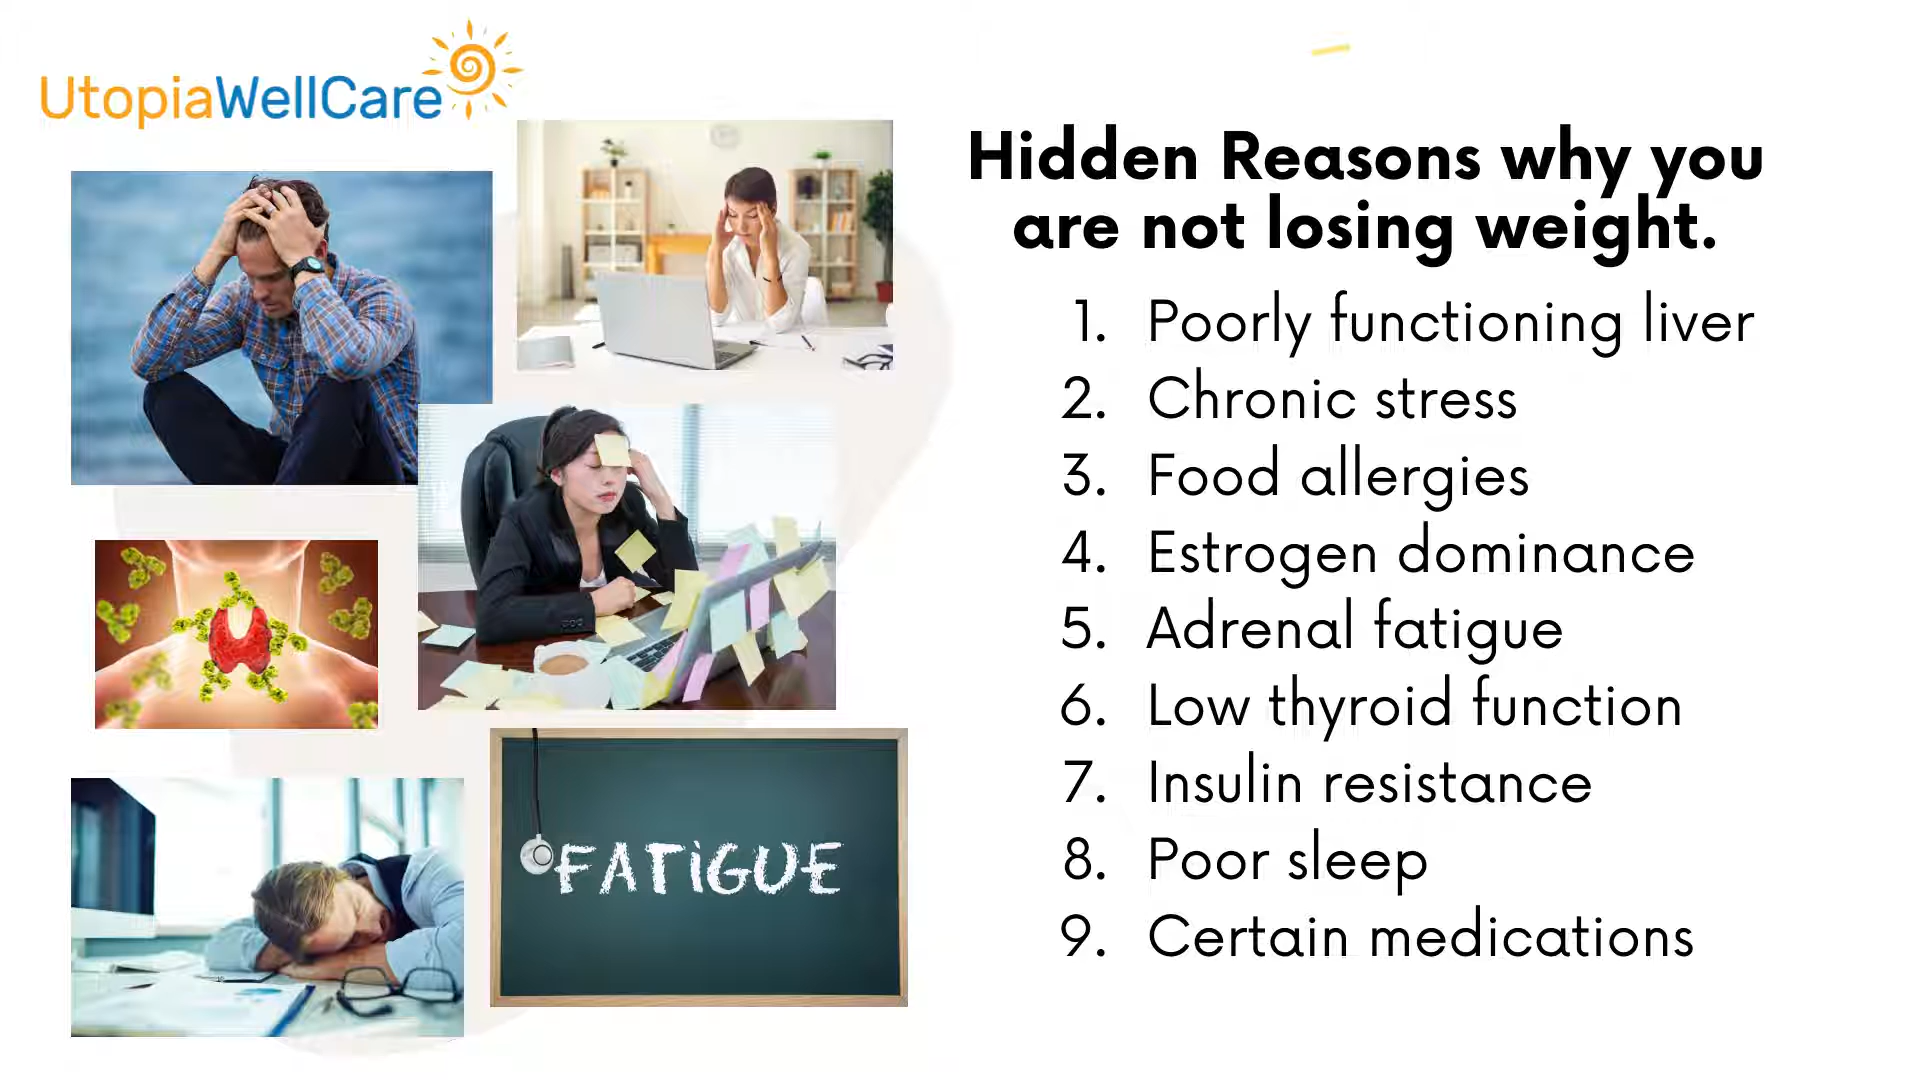 UtopiaWellCare
Hidden Reasons why you
are not losing weight.
1. Poorly functioning liver
2. Chronic stress
3. Food allergies
4. Estrogen dominance
5. Adrenal fatigue
6. Low thyroid function
7. Insulin resistance
8. Poor sleep
9. Certain medications
FATiGUE